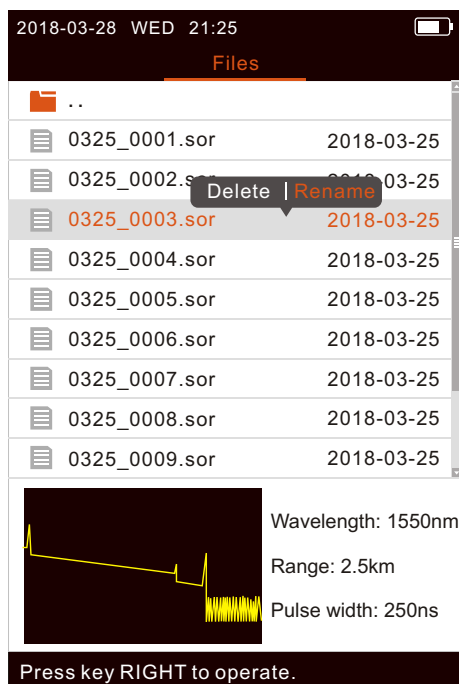 2018-03-28 WED 21:25
Files
..
0325_0001.sor 2018-03-25
0325_0002.sor 03-25
Delete | Rename
0325_0003.sor 2018-03-25
0325_0004.sor 2018-03-25
0325_0005.sor 2018-03-25
0325_0006.sor 2018-03-25
0325_0007.sor 2018-03-25
0325_0008.sor 2018-03-25
0325_0009.sor 2018-03-25
Wavelength: 1550nm
Range: 2.5km
Pulse width: 250ns
Press key RIGHT to operate.